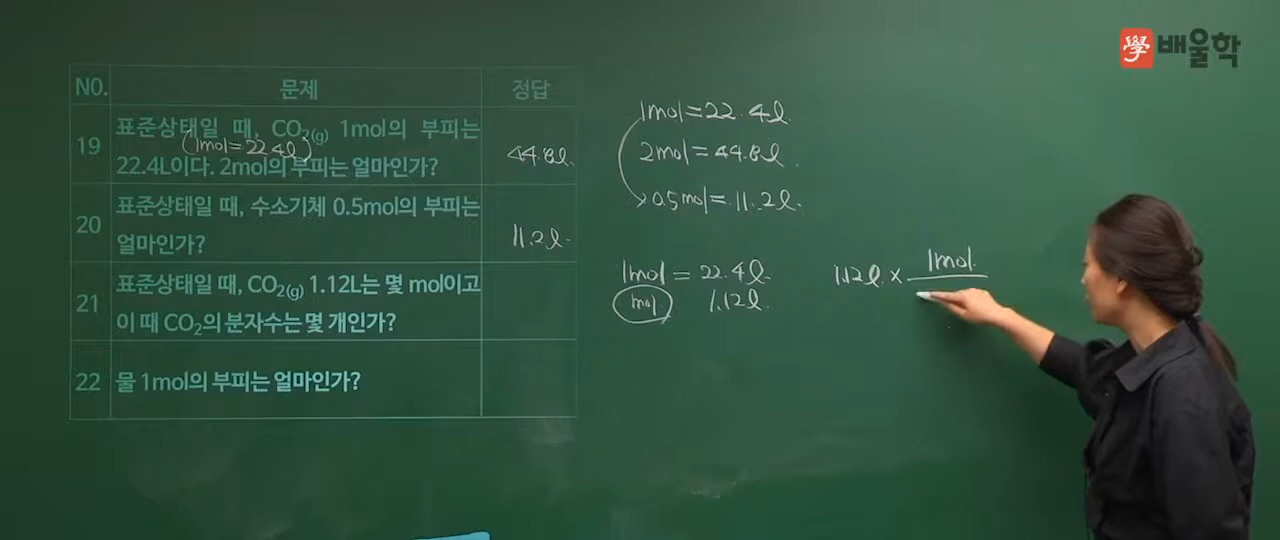 學 배울학
NO. 문제 정답
19 표준상태일 때, CO2(g) 1mol의 부피는
(1mol=22.4l)
22.4L이다. 2mol의 부피는 얼마인가?
44.8l.
20 표준상태일 때, 수소기체 0.5mol의 부피는
얼마인가?
11.2l.
21 표준상태일 때, CO2(g) 1.12L는 몇 mol이고
이 때 CO2의 분자수는 몇 개인가?
22 물 1mol의 부피는 얼마인가?
1mol=22.4l.
2mol=44.8l.
0.5mol=11.2l.
1mol=22.4l.
mol 1.12l.
1.12l. × 1mol.